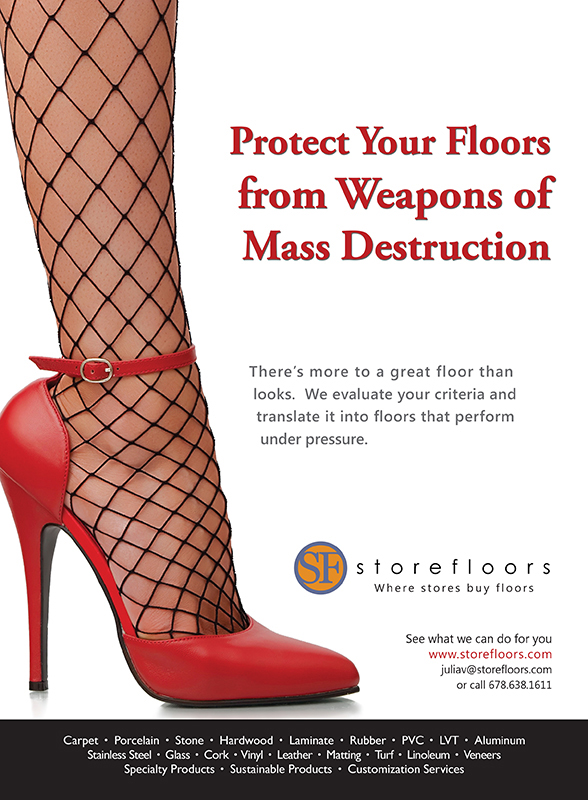 Protect Your Floors
from Weapons of
Mass Destruction
There's more to a great floor than
looks. We evaluate your criteria and
translate it into floors that perform
under pressure.
SF storefloors
Where stores buy floors
See what we can do for you
www.storefloors.com
juliav@storefloors.com
or call 678.638.1611
Carpet • Porcelain • Stone • Hardwood • Laminate • Rubber • PVC • LVT • Aluminum
Stainless Steel • Glass • Cork • Vinyl • Leather • Matting • Turf • Linoleum • Veneers
Specialty Products • Sustainable Products • Customization Services